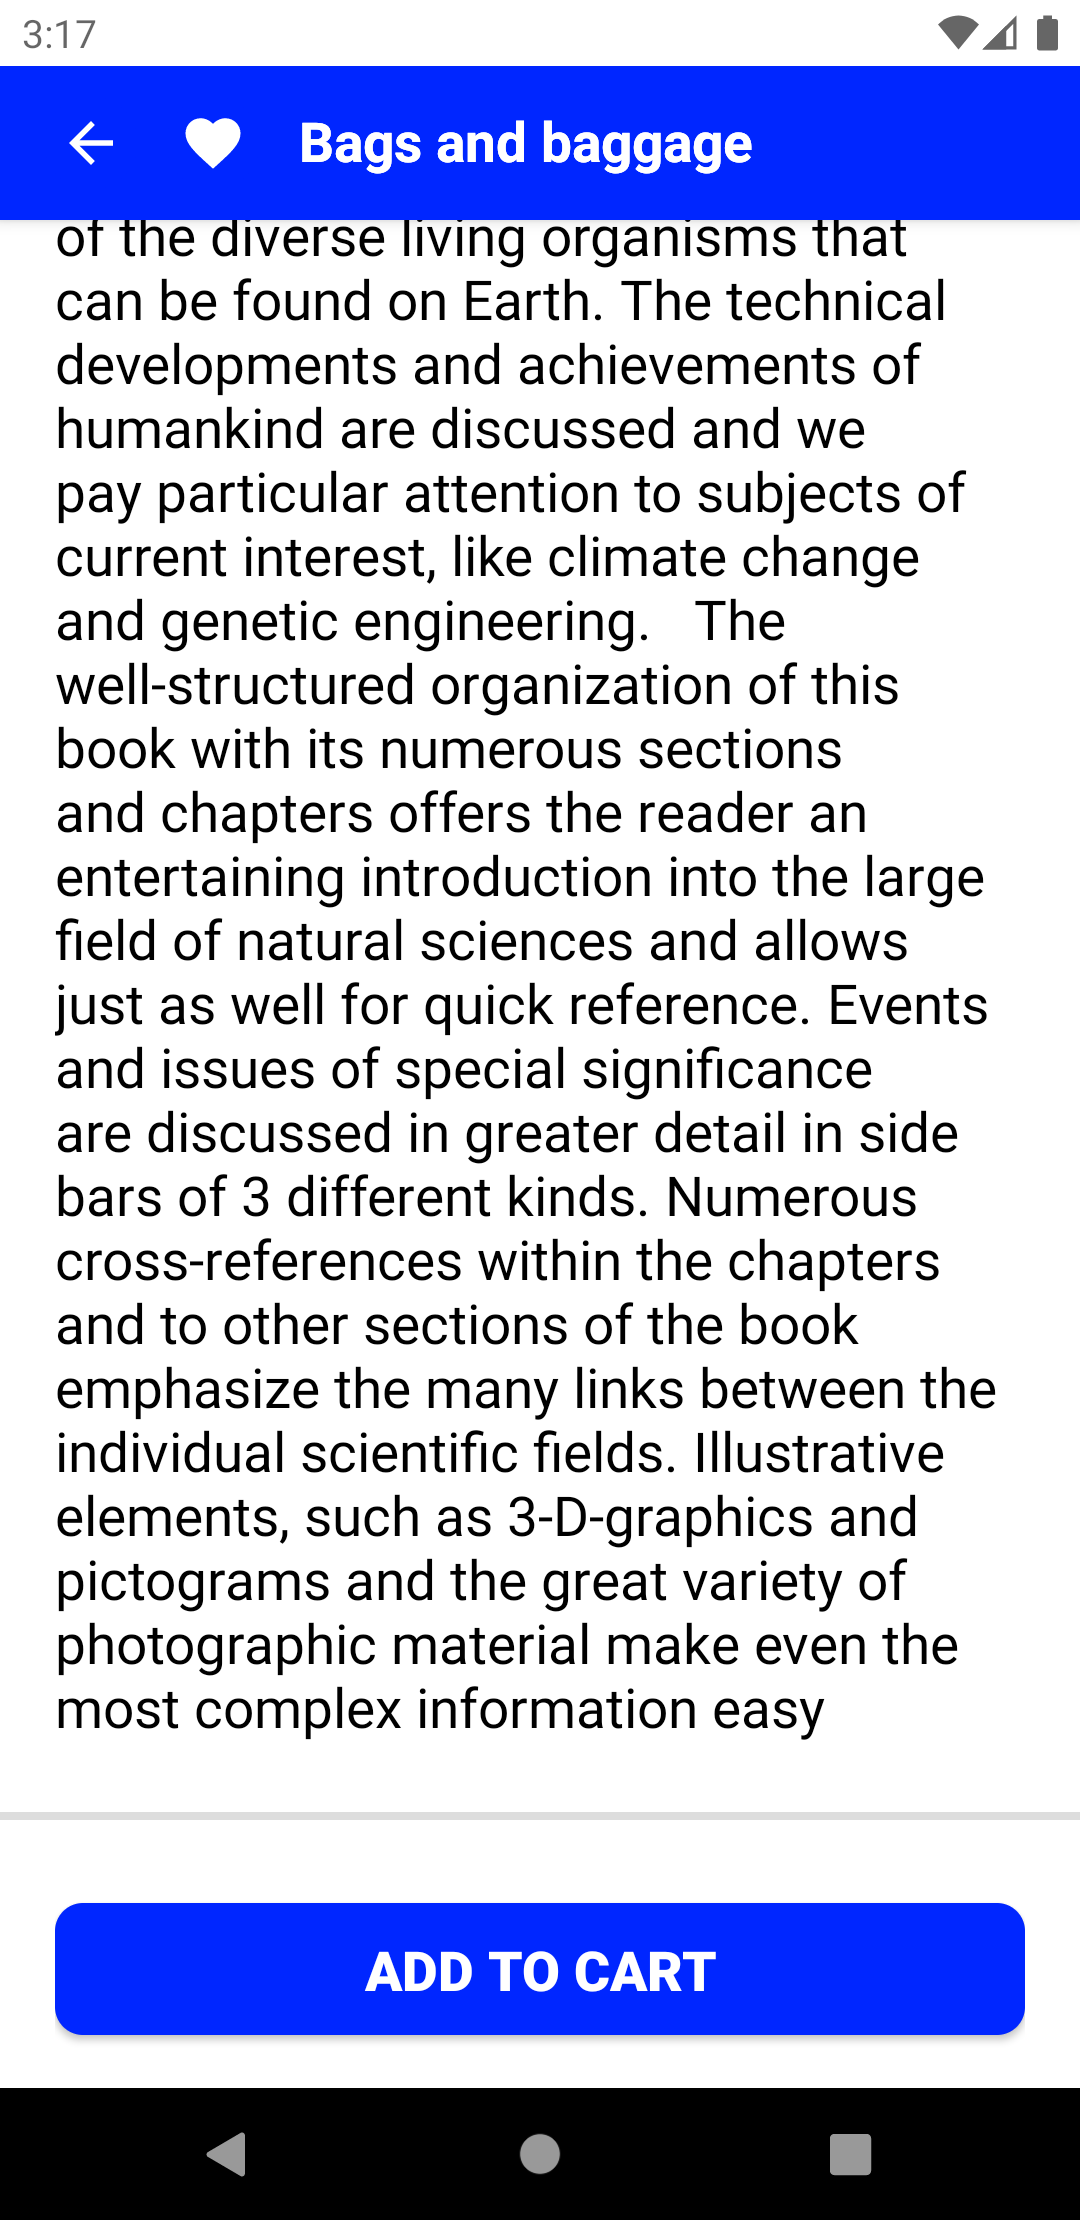 3:17
Bags and baggage
of the diverse living organisms that
can be found on Earth. The technical
developments and achievements of
humankind are discussed and we
pay particular attention to subjects of
current interest, like climate change
and genetic engineering.   The
well-structured organization of this
book with its numerous sections
and chapters offers the reader an
entertaining introduction into the large
field of natural sciences and allows
just as well for quick reference. Events
and issues of special significance
are discussed in greater detail in side
bars of 3 different kinds. Numerous
cross-references within the chapters
and to other sections of the book
emphasize the many links between the
individual scientific fields. Illustrative
elements, such as 3-D-graphics and
pictograms and the great variety of
photographic material make even the
most complex information easy
ADD TO CART